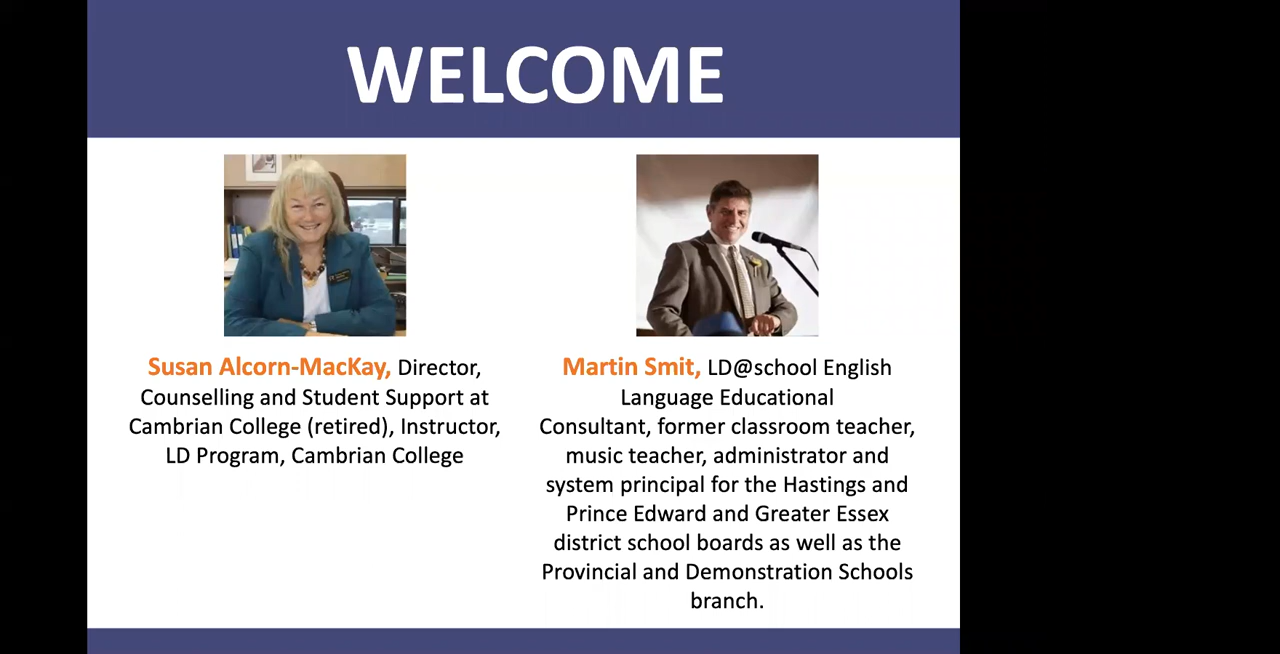 WELCOME
Susan Alcorn-MacKay, Director,
Counselling and Student Support at
Cambrian College (retired), Instructor,
LD Program, Cambrian College
Martin Smit, LD@school English
Language Educational
Consultant, former classroom teacher,
music teacher, administrator and
system principal for the Hastings and
Prince Edward and Greater Essex
district school boards as well as the
Provincial and Demonstration Schools
branch.